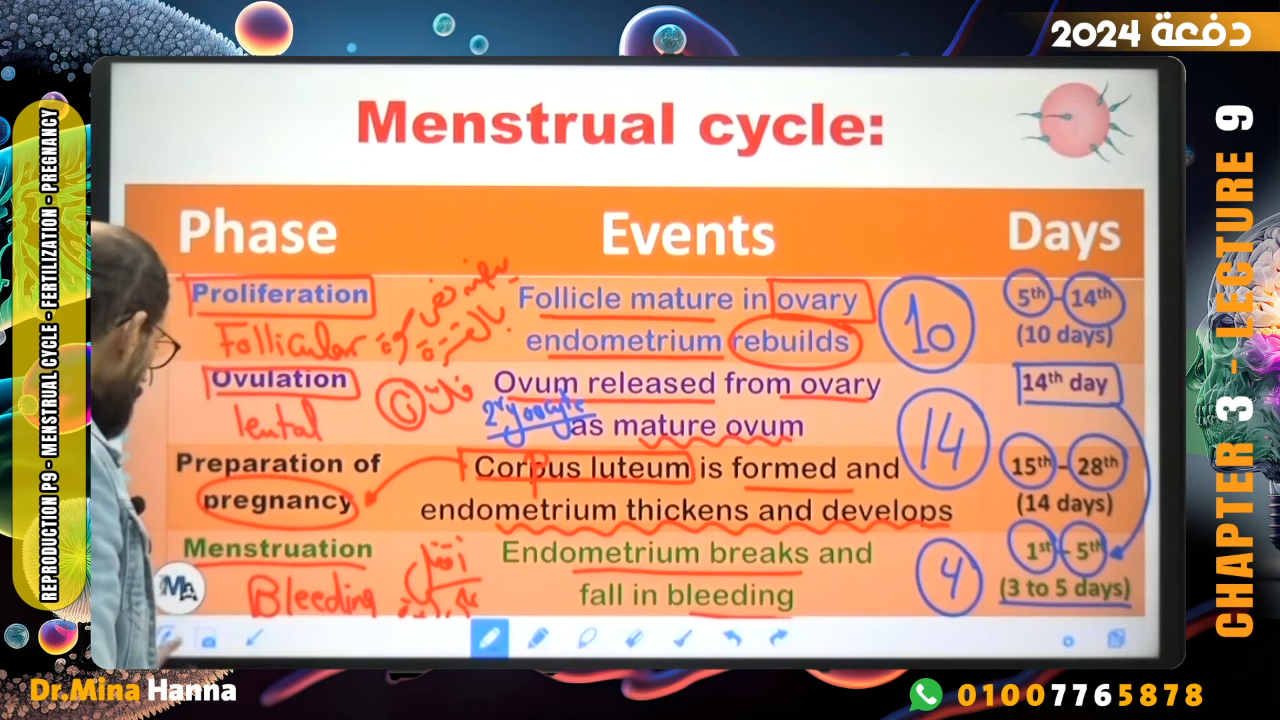 دفعة 2024
REPRODUCTION P9 - MENSTRUAL CYCLE - FERTILIZATION - PREGNANCY
Menstrual cycle:
Phase Events Days
Proliferation Follicle mature in ovary 5th - 14th
Follicular endometrium rebuilds 10 (10 days)
Ovulation Ovum released from ovary 14th day
2ry oocyte as mature ovum 14
Preparation of Corpus luteum is formed and 15th - 28th
pregnancy endometrium thickens and develops (14 days)
Menstruation Endometrium breaks and 1st - 5th
Bleeding fall in bleeding 4 (3 to 5 days)
MA
CHAPTER 3 - LECTURE 9
Dr.Mina Hanna
01007765878